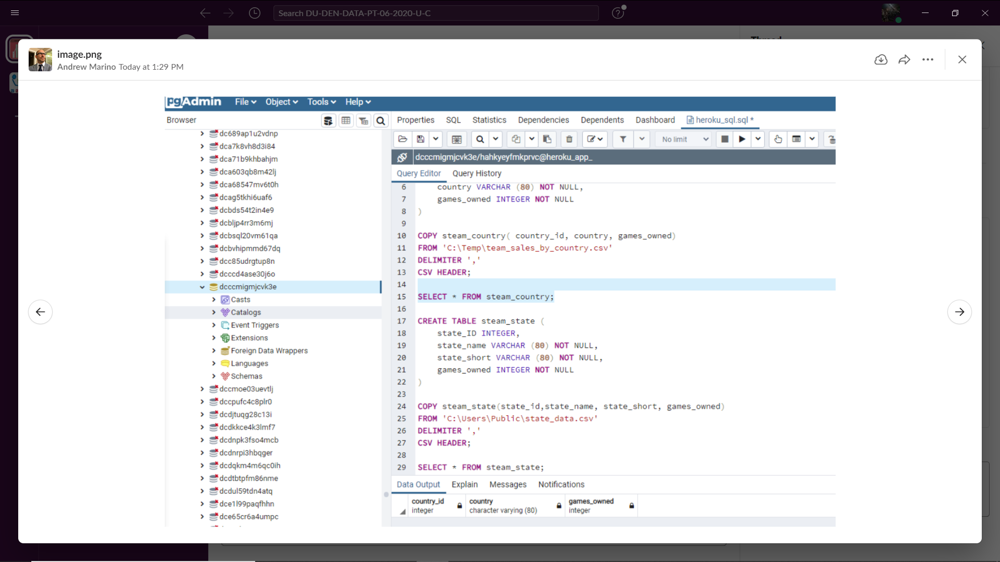 Search DU-DEN-DATA-PT-06-2020-U-C
image.png
Andrew Marino Today at 1:29 PM
pgAdmin File Object Tools Help
Browser
Properties SQL Statistics Dependencies Dependents Dashboard heroku_sql.sql *
No limit
dcccmigmjcvk3e/hahkyeyfmkprvc@heroku_app_
Query Editor Query History
dc689ap1u2vdnp
dca7k8vh8d3i84
dca71b9khbahjm
dca603qb8m42lj
dca68547mv6t0h
dcag5tkhi6uaf6
dcbds54t2in4e9
dcbljp4rr3m6mj
dcbsql20vm61qa
dcbvhipmmd67dq
dcc85udrgtup8n
dcccd4ase30j6o
dcccmigmjcvk3e
Casts
Catalogs
Event Triggers
Extensions
Foreign Data Wrappers
Languages
Schemas
dccmoe03uevtlj
dccpufc4c8plr0
dcdjtuqg28c13i
dcdkkce4k3lmf7
dcdnpk3fso4mcb
dcdnrpi3hbqger
dcdqkm4m6qc0ih
dcdtbtpfm86nme
dcdul59tdn4atq
dce1l99paqfhhn
dce65cr6a4umpc
6 country VARCHAR (80) NOT NULL,
7 games_owned INTEGER NOT NULL
8 )
9
10 COPY steam_country( country_id, country, games_owned)
11 FROM 'C:\Temp\team_sales_by_country.csv'
12 DELIMITER ','
13 CSV HEADER;
14
15 SELECT * FROM steam_country;
16
17 CREATE TABLE steam_state (
18 state_ID INTEGER,
19 state_name VARCHAR (80) NOT NULL,
20 state_short VARCHAR (80) NOT NULL,
21 games_owned INTEGER NOT NULL
22 )
23
24 COPY steam_state(state_id,state_name, state_short, games_owned)
25 FROM 'C:\Users\Public\state_data.csv'
26 DELIMITER ','
27 CSV HEADER;
28
29 SELECT * FROM steam_state;
Data Output Explain Messages Notifications
country_id country games_owned
integer character varying (80) integer